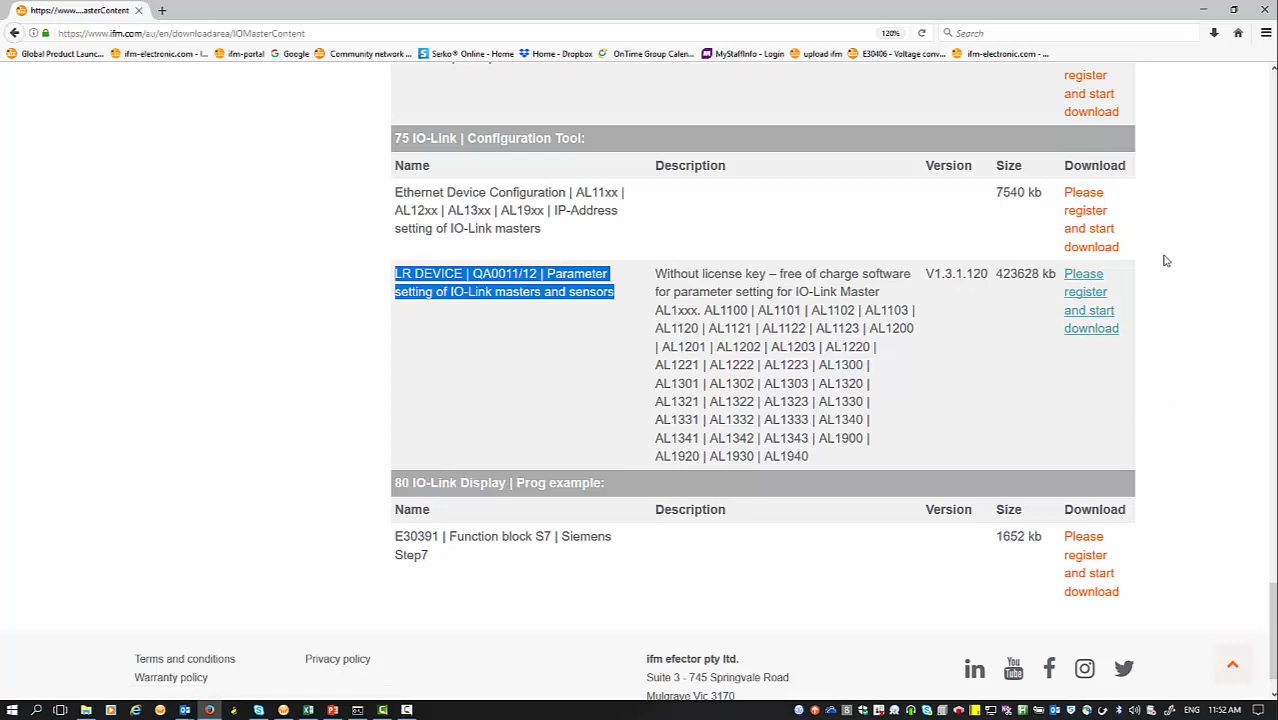 https://www....asterContent
https://www.ifm.com/au/en/downloadarea/IOMasterContent
120%
Search
Global Product Launc...
ifm-electronic.com - I...
ifm-portal
Google
Community network ...
Serko® Online - Home
Home - Dropbox
OnTime Group Calen...
MyStaffInfo - Login
upload ifm
E30406 - Voltage conv...
ifm-electronic.com - ...
register
and start
download
75 IO-Link | Configuration Tool:
Name Description Version Size Download
Ethernet Device Configuration | AL11xx |
AL12xx | AL13xx | AL19xx | IP-Address
setting of IO-Link masters
7540 kb
Please
register
and start
download
LR DEVICE | QA0011/12 | Parameter
setting of IO-Link masters and sensors
Without license key – free of charge software
for parameter setting for IO-Link Master
AL1xxx. AL1100 | AL1101 | AL1102 | AL1103 |
AL1120 | AL1121 | AL1122 | AL1123 | AL1200
| AL1201 | AL1202 | AL1203 | AL1220 |
AL1221 | AL1222 | AL1223 | AL1300 |
AL1301 | AL1302 | AL1303 | AL1320 |
AL1321 | AL1322 | AL1323 | AL1330 |
AL1331 | AL1332 | AL1333 | AL1340 |
AL1341 | AL1342 | AL1343 | AL1900 |
AL1920 | AL1930 | AL1940
V1.3.1.120
423628 kb
Please
register
and start
download
80 IO-Link Display | Prog example:
Name Description Version Size Download
E30391 | Function block S7 | Siemens
Step7
1652 kb
Please
register
and start
download
Terms and conditions
Privacy policy
Warranty policy
ifm efector pty ltd.
Suite 3 - 745 Springvale Road
Mulgrave Vic 3170
11:52 AM